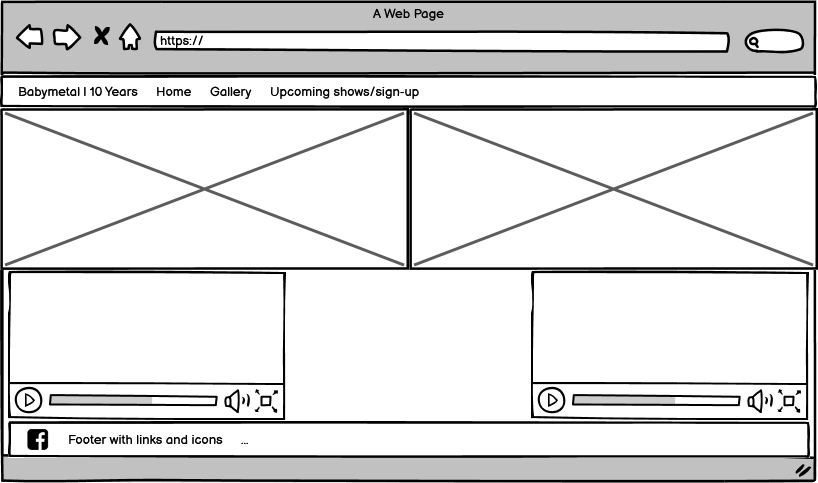 A Web Page
https://
Babymetal | 10 Years Home Gallery Upcoming shows/sign-up
Footer with links and icons ...